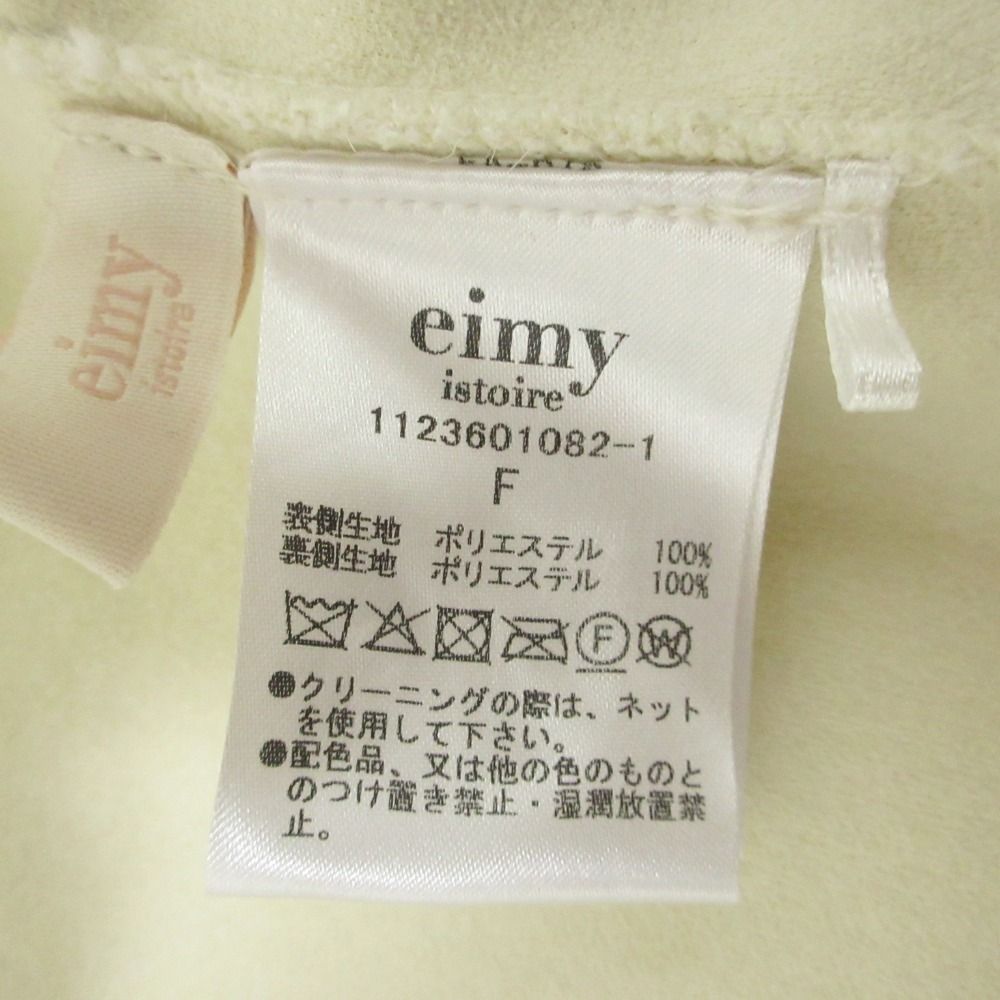 eimy
istoire
eimy
istoire
1123601082-1
F
表側生地 ポリエステル 100%
裏側生地 ポリエステル 100%
F W
●クリーニングの際は、ネット
を使用して下さい。
●配色品、又は他の色のものと
のつけ置き禁止・湿潤放置禁
止。